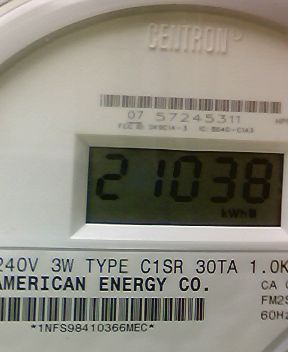 CENTRON®
07 57245311
21038
kWh
240V 3W TYPE C1SR 30TA 1.0K
AMERICAN ENERGY CO. CA
FM2S
60Hz
*1NFS98410366MEC*